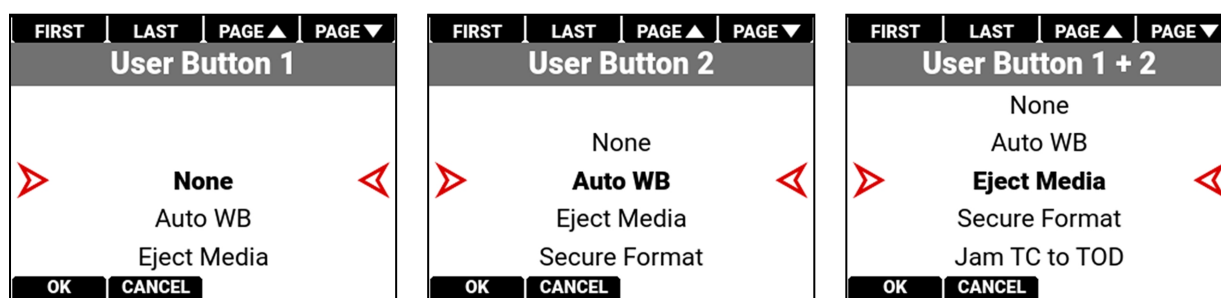 FIRST LAST PAGE▲ PAGE▼
User Button 1
None
Auto WB
Eject Media
OK CANCEL
FIRST LAST PAGE▲ PAGE▼
User Button 2
None
Auto WB
Eject Media
Secure Format
OK CANCEL
FIRST LAST PAGE▲ PAGE▼
User Button 1 + 2
None
Auto WB
Eject Media
Secure Format
Jam TC to TOD
OK CANCEL